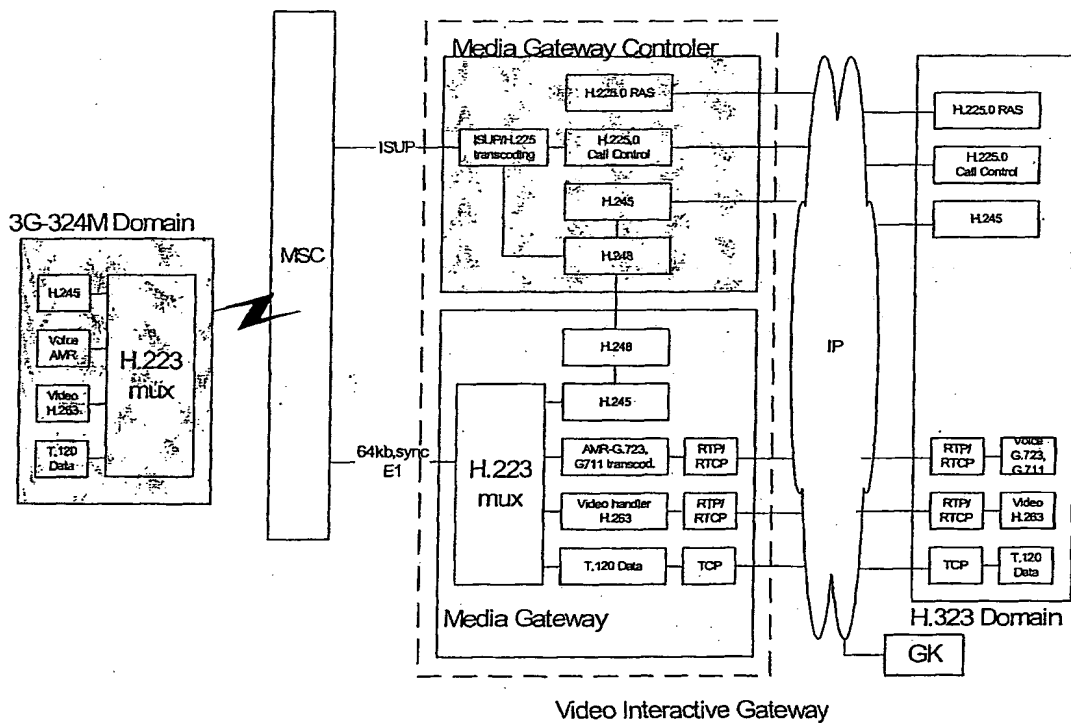 Media Gateway Controler
H.225.0 RAS
ISUP
ISUP/H.225
transcoding
H.225.0
Call Control
H.245
H.248
3G-324M Domain
H.245
Voice
AMR
Video
H.263
T.120
Data
H.223
mux
MSC
64kb,sync
E1
H.248
H.245
H.223
mux
AMR-G.723,
G711 transcod.
RTP/
RTCP
Video handler
H.263
RTP/
RTCP
T.120 Data
TCP
Media Gateway
IP
H.225.0 RAS
H.225.0
Call Control
H.245
RTP/
RTCP
Voice
G.723,
G.711
RTP/
RTCP
Video
H.263
TCP
T.120
Data
H.323 Domain
GK
Video Interactive Gateway